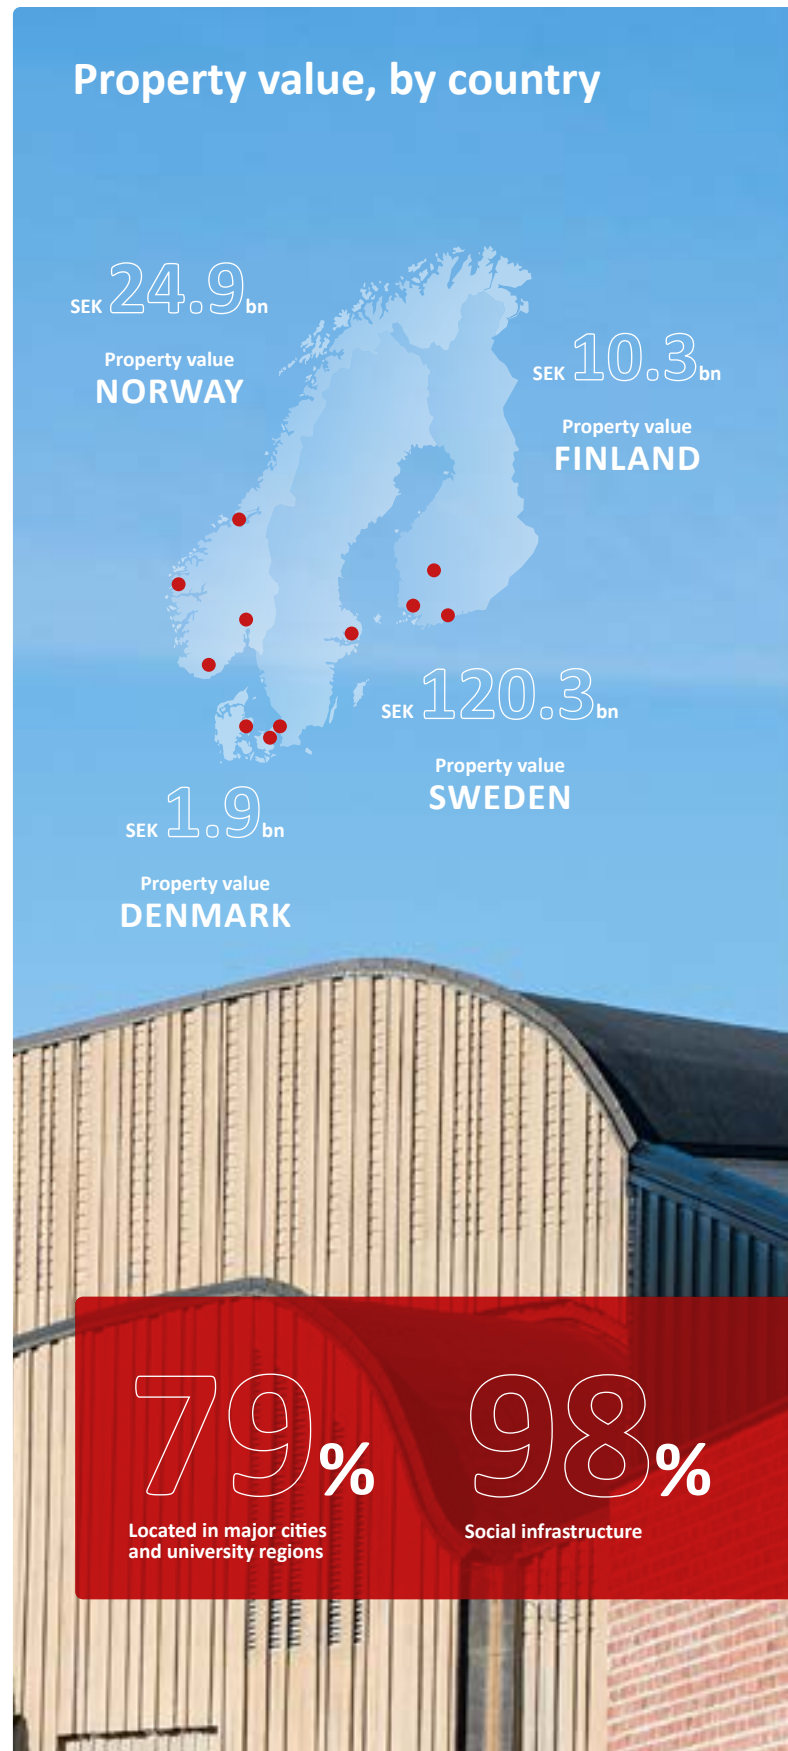 Property value, by country
SEK 24.9 bn
Property value
NORWAY
SEK 10.3 bn
Property value
FINLAND
SEK 120.3 bn
Property value
SWEDEN
SEK 1.9 bn
Property value
DENMARK
79%
Located in major cities
and university regions
98%
Social infrastructure